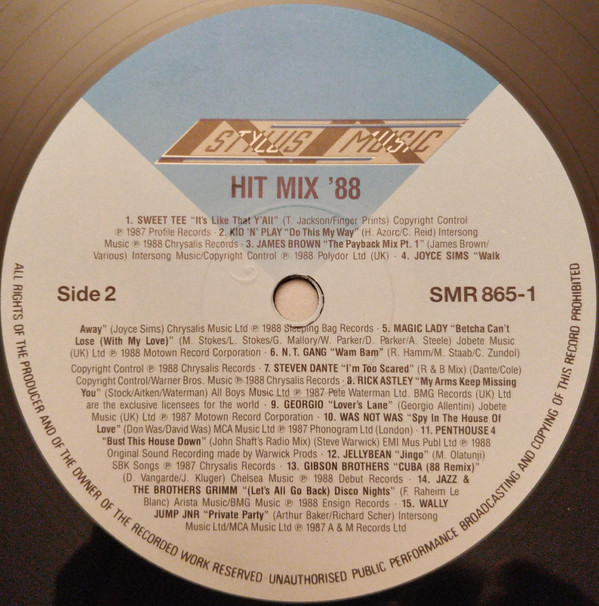 STYLUS MUSIC
HIT MIX '88
1. SWEET TEE "It's Like That Y'All" (T. Jackson/Finger Prints) Copyright Control
℗ 1987 Profile Records · 2. KID 'N' PLAY "Do This My Way" (H. Azorc/C. Reid) Intersong
Music ℗ 1988 Chrysalis Records · 3. JAMES BROWN "The Payback Mix Pt. 1" (James Brown/
Various) Intersong Music/Copyright Control ℗ 1988 Polydor Ltd (UK) · 4. JOYCE SIMS "Walk
Side 2
SMR 865-1
Away" (Joyce Sims) Chrysalis Music Ltd ℗ 1988 Sleeping Bag Records · 5. MAGIC LADY "Betcha Can't
Lose (With My Love)" (M. Stokes/L. Stokes/G. Mallory/W. Parker/D. Parker/A. Steele) Jobete Music
(UK) Ltd ℗ 1988 Motown Record Corporation · 6. N.T. GANG "Wam Bam" (R. Hamm/M. Staab/C. Zundol)
Copyright Control ℗ 1988 Chrysalis Records · 7. STEVEN DANTE "I'm Too Scared" (R & B Mix) (Dante/Cole)
Copyright Control/Warner Bros. Music ℗ 1988 Chrysalis Records · 8. RICK ASTLEY "My Arms Keep Missing
You" (Stock/Aitken/Waterman) All Boys Music Ltd ℗ 1987 Pete Waterman Ltd. BMG Records (UK) Ltd
are the exclusive licensees for the world · 9. GEORGIO "Lover's Lane" (Georgio Allentini) Jobete
Music (UK) Ltd ℗ 1987 Motown Record Corporation · 10. WAS NOT WAS "Spy In The House Of
Love" (Don Was/David Was) MCA Music Ltd ℗ 1987 Phonogram Ltd (London) · 11. PENTHOUSE 4
"Bust This House Down" (John Shaft's Radio Mix) (Steve Warwick) EMI Mus Publ Ltd ℗ 1988
Original Sound Recording made by Warwick Prods · 12. JELLYBEAN "Jingo" (M. Olatunji)
SBK Songs ℗ 1987 Chrysalis Records · 13. GIBSON BROTHERS "CUBA (88 Remix)"
(D. Vangarde/J. Kluger) Chelsea Music ℗ 1988 Debut Records · 14. JAZZ &
THE BROTHERS GRIMM "(Let's All Go Back) Disco Nights" (F. Raheim Le
Blanc) Arista Music/BMG Music ℗ 1988 Ensign Records · 15. WALLY
JUMP JNR "Private Party" (Arthur Baker/Richard Scher) Intersong
Music Ltd/MCA Music Ltd ℗ 1987 A & M Records Ltd
ALL RIGHTS OF THE PRODUCER AND OF THE OWNER OF THE RECORDED WORK RESERVED UNAUTHORISED PUBLIC PERFORMANCE BROADCASTING AND COPYING OF THIS RECORD PROHIBITED